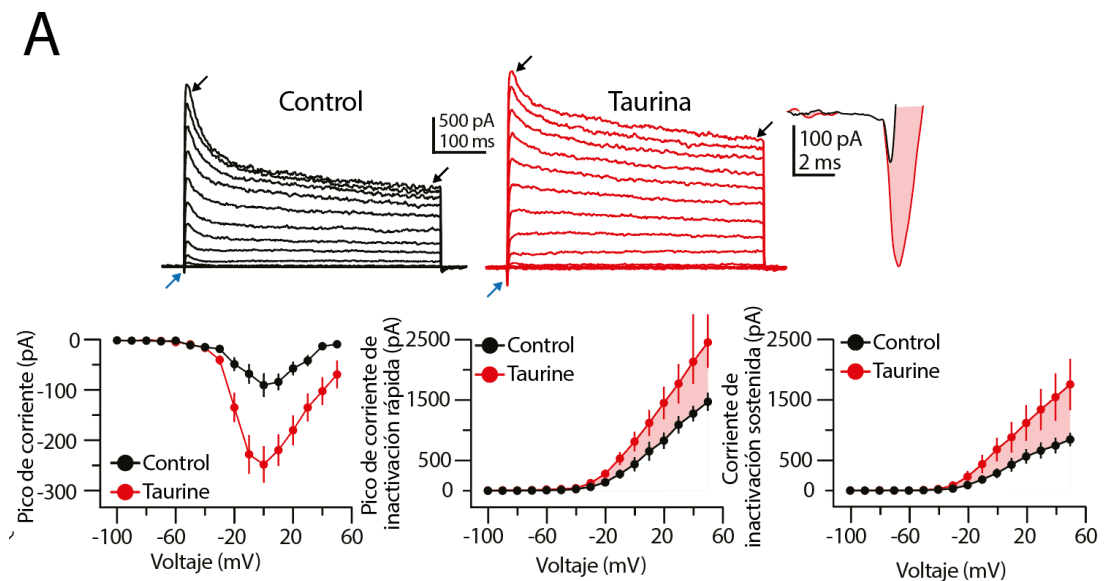 A
Control
500 pA
100 ms
Taurina
100 pA
2 ms
Pico de corriente (pA)
0
-100
-200
-300
Control
Taurine
-100
-60
-20
20
60
Voltaje (mV)
Pico de corriente de
inactivación rápida (pA)
2500
1500
500
0
Control
Taurine
-100
-60
-20
20
60
Voltaje (mV)
Corriente de
inactivación sostenida (pA)
2500
1500
500
0
Control
Taurine
-100
-60
-20
20
60
Voltaje (mV)